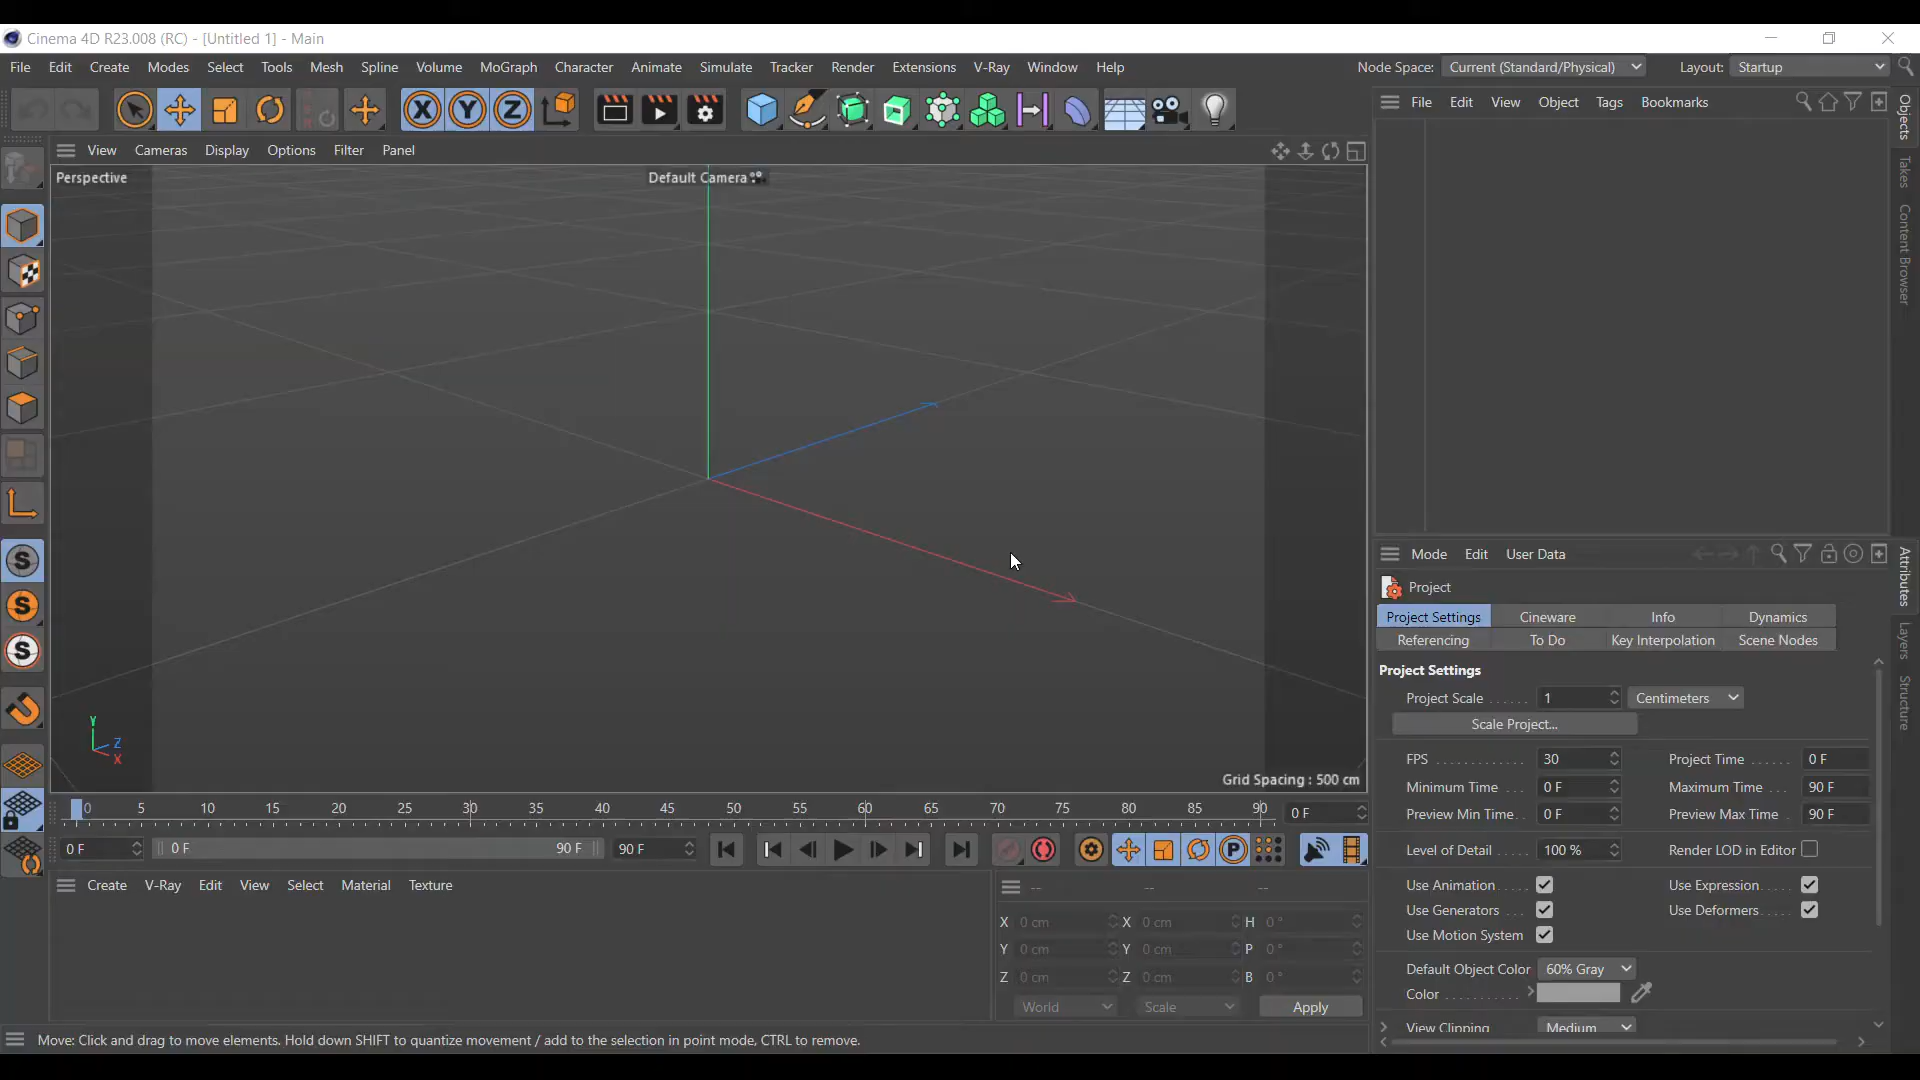 Cinema 4D R23.008 (RC) - [Untitled 1] - Main
File Edit Create Modes Select Tools Mesh Spline Volume MoGraph Character Animate Simulate Tracker Render Extensions V-Ray Window Help Node Space: Current (Standard/Physical) Layout: Startup
X Y Z
File Edit View Object Tags Bookmarks
Objects
Takes
Content Browser
View Cameras Display Options Filter Panel
Perspective
Default Camera
S
S
S
Y
Z
X
Grid Spacing : 500 cm
0 5 10 15 20 25 30 35 40 45 50 55 60 65 70 75 80 85 90 0 F
0 F 0 F 90 F 90 F P
Create V-Ray Edit View Select Material Texture
-- -- --
X 0 cm X 0 cm H 0 °
Y 0 cm Y 0 cm P 0 °
Z 0 cm Z 0 cm B 0 °
World Scale Apply
Mode Edit User Data
Attributes
Layers
Structure
Project
Project Settings Cineware Info Dynamics
Referencing To Do Key Interpolation Scene Nodes
Project Settings
Project Scale ...... 1 Centimeters
Scale Project...
FPS ............. 30 Project Time ...... 0 F
Minimum Time ... 0 F Maximum Time ... 90 F
Preview Min Time. . 0 F Preview Max Time . 90 F
Level of Detail ..... 100 % Render LOD in Editor
Use Animation ..... Use Expression .....
Use Generators ... Use Deformers ....
Use Motion System
Default Object Color 60% Gray
Color ...........
View Clipping Medium
Move: Click and drag to move elements. Hold down SHIFT to quantize movement / add to the selection in point mode, CTRL to remove.